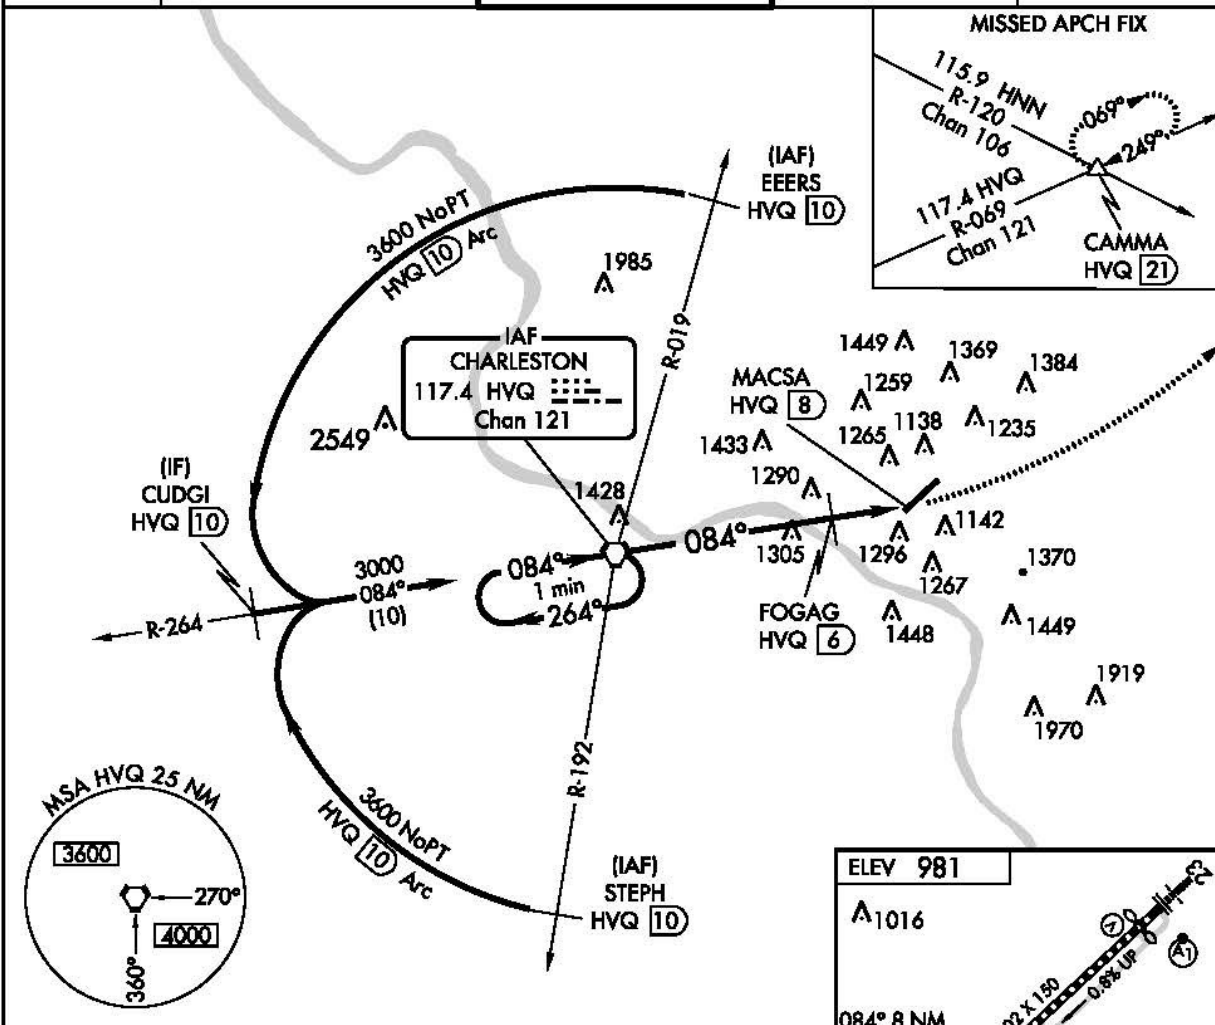 MISSED APCH FIX
115.9 HNN
R-120
Chan 106
069°
249°
117.4 HVQ
R-069
Chan 121
CAMMA
HVQ 21
(IAF)
EEERS
HVQ 10
3600 NoPT
HVQ 10 Arc
1985
R-019
IAF
CHARLESTON
117.4 HVQ
Chan 121
2549
1449
1369
1384
MACSA
HVQ 8
1259
1138
1235
1265
1433
1290
(IF)
CUDGI
HVQ 10
1428
084°
1305
1296
1142
1370
1267
3000
084°
(10)
084°
1 min
264°
R-264
FOGAG
HVQ 6
1448
1449
1919
1970
R-192
MSA HVQ 25 NM
3600
270°
4000
360°
3600 NoPT
HVQ 10 Arc
(IAF)
STEPH
HVQ 10
ELEV 981
1016
23
A
A1
0.8% UP
02 X 150
084° 8 NM